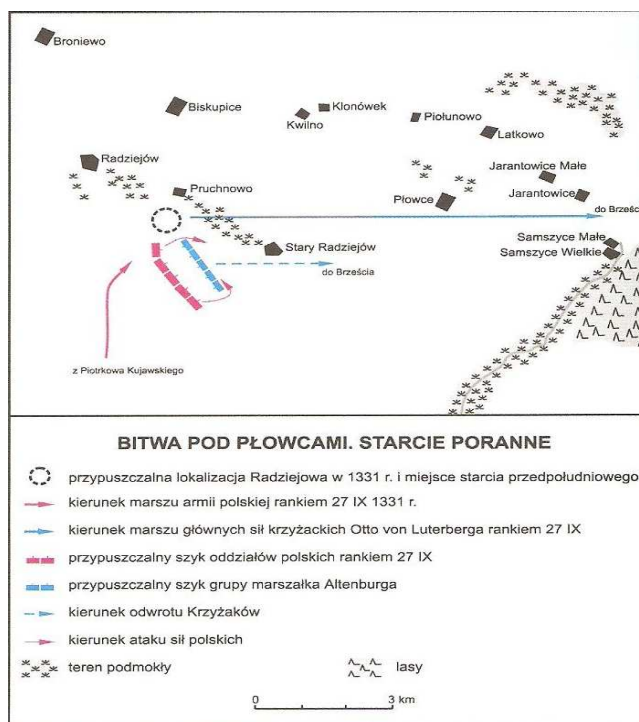 Broniewo
Biskupice
Kwilno
Klonówek
Piołunowo
Latkowo
Radziejów
Pruchnowo
Jarantowice Małe
Płowce
Jarantowice
do Brześcia
Stary Radziejów
Samszyce Małe
Samszyce Wielkie
do Brześcia
z Piotrkowa Kujawskiego
BITWA POD PŁOWCAMI. STARCIE PORANNE
przypuszczalna lokalizacja Radziejowa w 1331 r. i miejsce starcia przedpołudniowego
kierunek marszu armii polskiej rankiem 27 IX 1331 r.
kierunek marszu głównych sił krzyżackich Otto von Luterberga rankiem 27 IX
przypuszczalny szyk oddziałów polskich rankiem 27 IX
przypuszczalny szyk grupy marszałka Altenburga
kierunek odwrotu Krzyżaków
kierunek ataku sił polskich
teren podmokły lasy
0 3 km